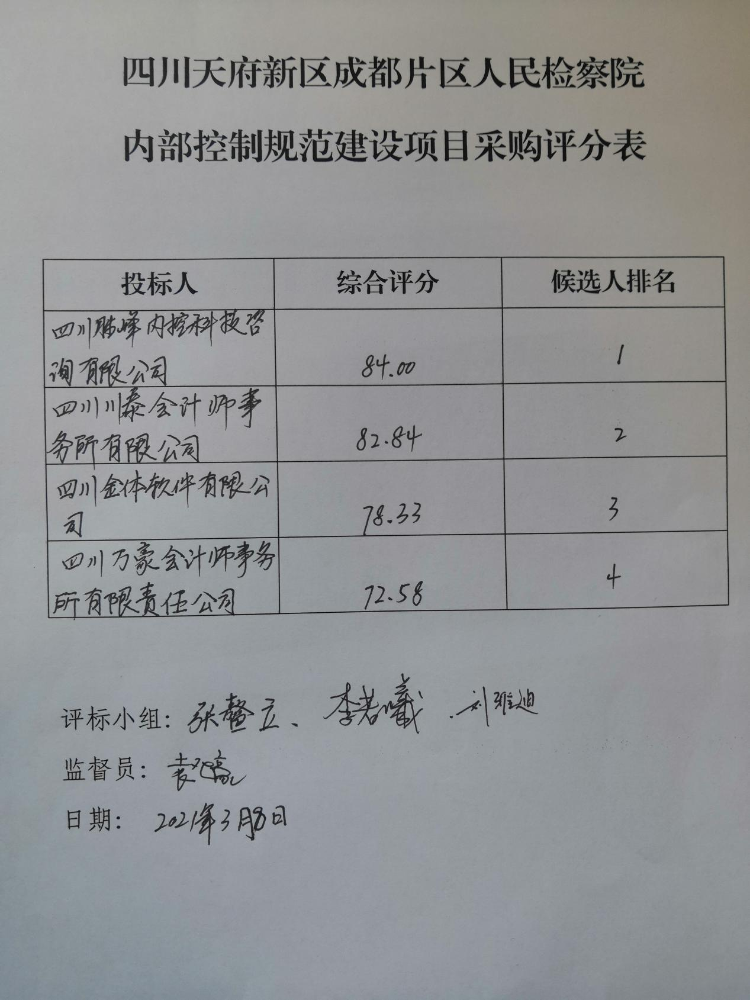 四川天府新区成都片区人民检察院
内部控制规范建设项目采购评分表
投标人 综合评分 候选人排名
四川胜峰内控科技咨
询有限公司 84.00 1
四川川泰会计师事
务所有限公司 82.84 2
四川金体软件有限公
司 78.33 3
四川万豪会计师事务
所有限责任公司 72.58 4
评标小组：张鳌立、李若曦、刘雅迪
监督员：袁
日期： 2021年3月8日